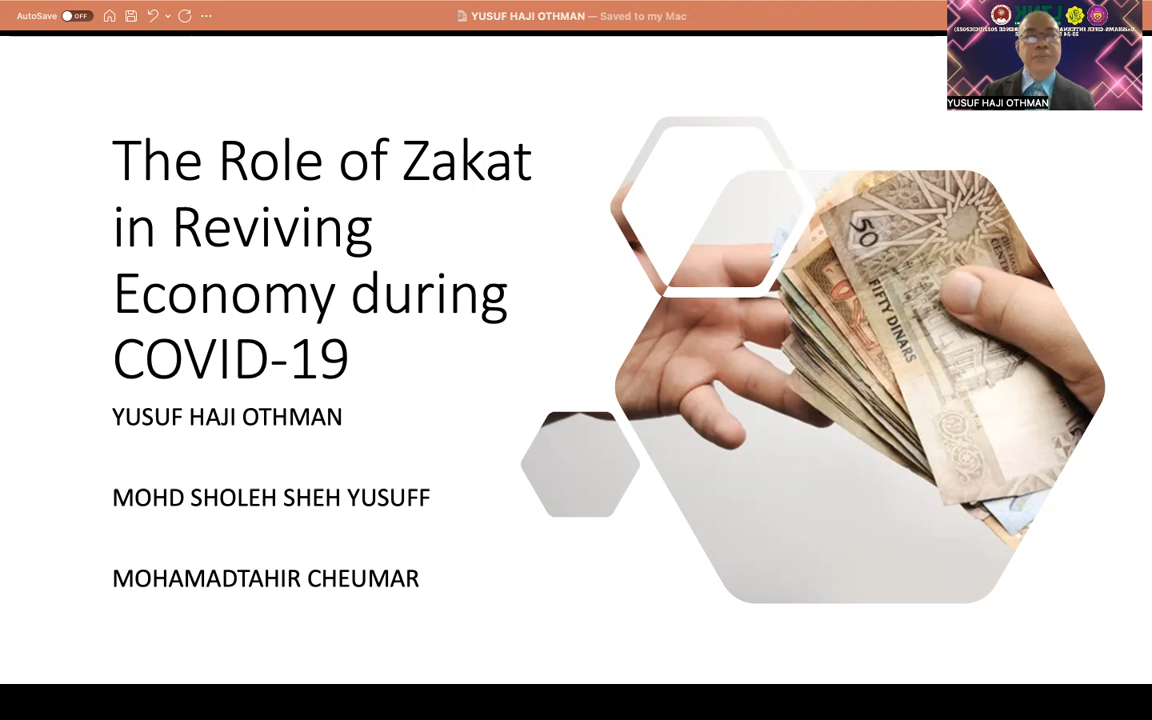 AutoSave OFF
YUSUF HAJI OTHMAN — Saved to my Mac
YUSUF HAJI OTHMAN
The Role of Zakat
in Reviving
Economy during
COVID-19
YUSUF HAJI OTHMAN
MOHD SHOLEH SHEH YUSUFF
MOHAMADTAHIR CHEUMAR
50
FIFTY DINARS